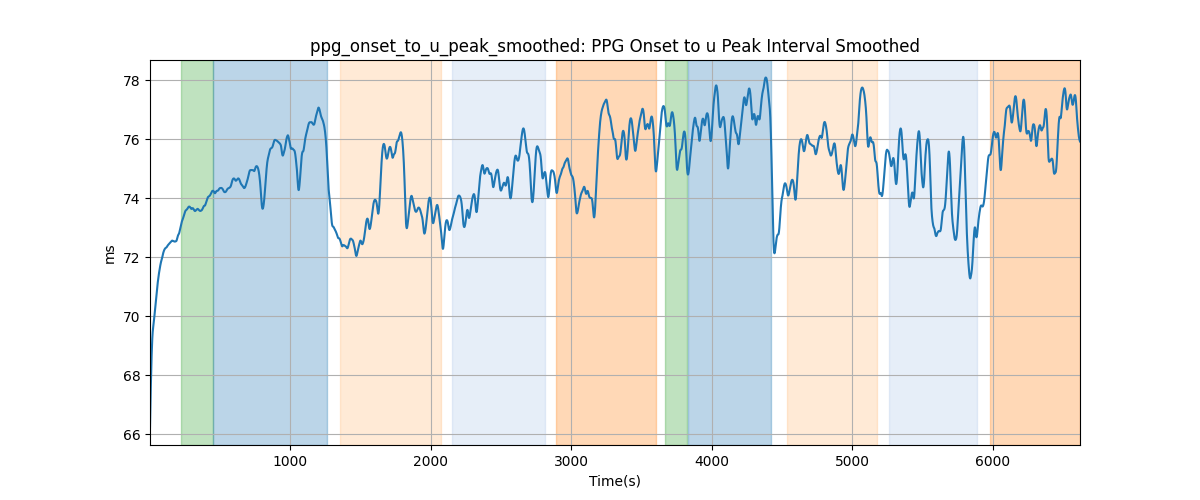 ppg_onset_to_u_peak_smoothed: PPG Onset to u Peak Interval Smoothed
78
76
74
72
70
68
66
ms
1000 2000 3000 4000 5000 6000
Time(s)